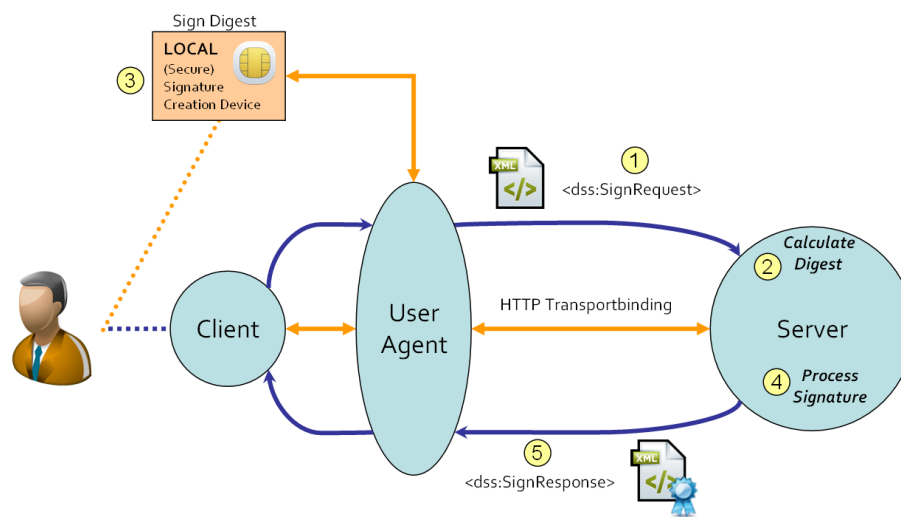 Sign Digest
LOCAL
(Secure)
Signature
Creation Device
3
XML
</>
1
<dss:SignRequest>
Calculate
2
Digest
HTTP Transportbinding
Client
User
Agent
Server
4
Process
Signature
5
<dss:SignResponse>
XML
</>